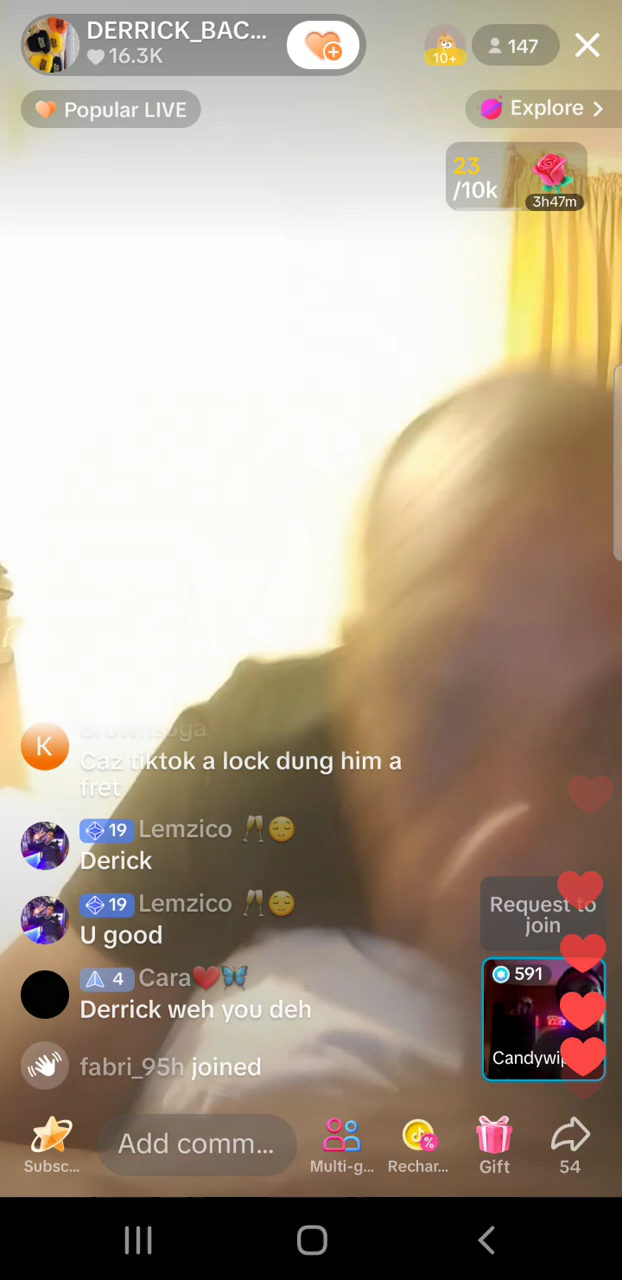 DERRICK_BAC...
16.3K
10+
147
Popular LIVE
Explore
23
/10k
3h47m
K
Caz tiktok a lock dung him a
fret
19 Lemzico
Derick
19 Lemzico
U good
4 Cara
Derrick weh you deh
fabri_95h joined
Request to
join
591
Candywip
Subsc...
Add comm...
Multi-g...
Rechar...
Gift
54